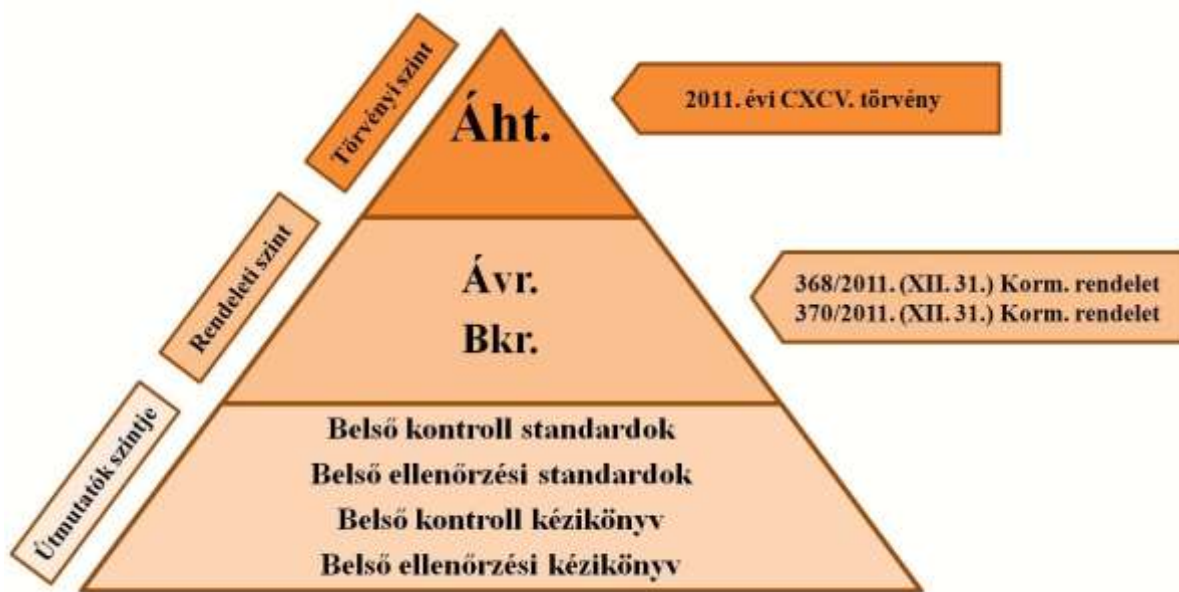 Törvényi szint
Áht.
2011. évi CXCV. törvény
Rendeleti szint
Ávr.
Bkr.
368/2011. (XII. 31.) Korm. rendelet
370/2011. (XII. 31.) Korm. rendelet
Útmutatók szintje
Belső kontroll standardok
Belső ellenőrzési standardok
Belső kontroll kézikönyv
Belső ellenőrzési kézikönyv